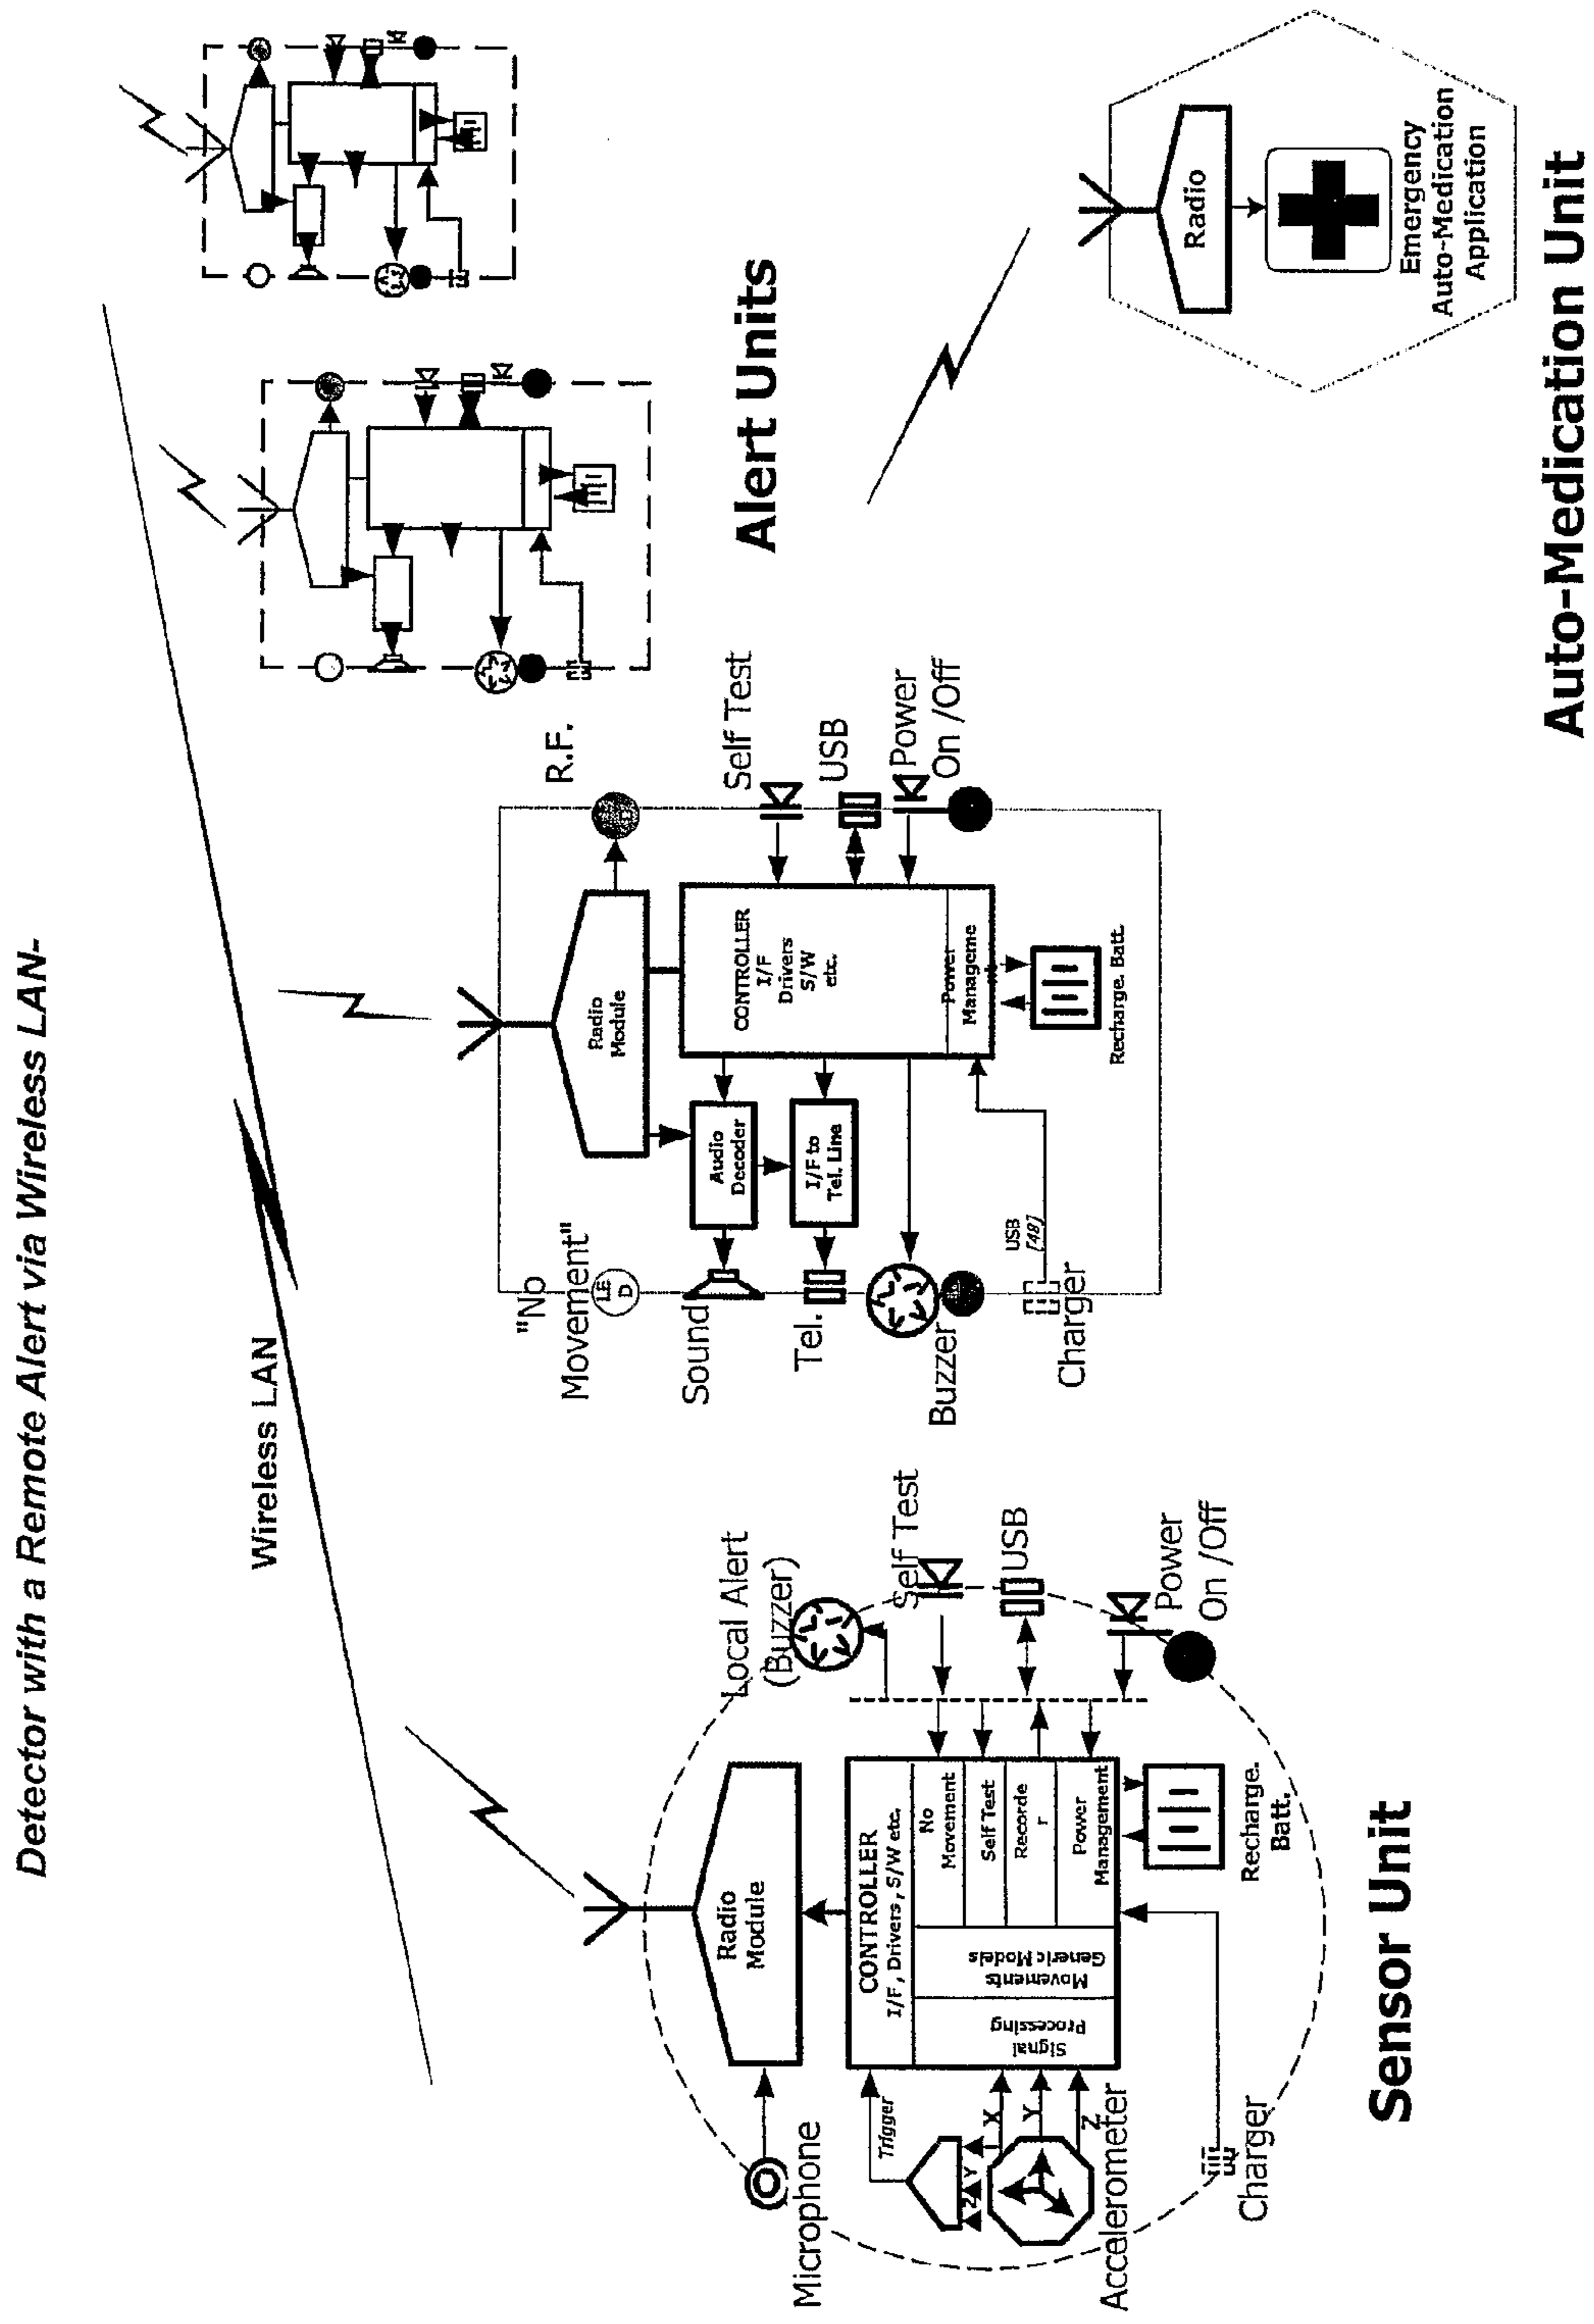 Detector with a Remote Alert via Wireless LAN-
Wireless LAN
Microphone
Radio
Module
Local Alert
(Buzzer)
Self Test
USB
Power
On /Off
Trigger
Z
Y
X
Y
Z
Accelerometer
CONTROLLER
I/F, Drivers, S/W etc.
Signal
Processing
Movements
Generic Models
No
Movement
Self Test
Recorde
r
Power
Management
Recharge.
Batt.
Charger
Sensor Unit
"No
Movement"
LE
D
Sound
Tel.
Buzzer
Charger
USB
[48]
Radio
Module
Audio
Decoder
I/F to
Tel. Line
CONTROLLER
I/F
Drivers
S/W
etc.
Power
Manageme
Recharge. Batt.
R.F.
Self Test
USB
Power
On /Off
Alert Units
Radio
Emergency
Auto-Medication
Application
Auto-Medication Unit